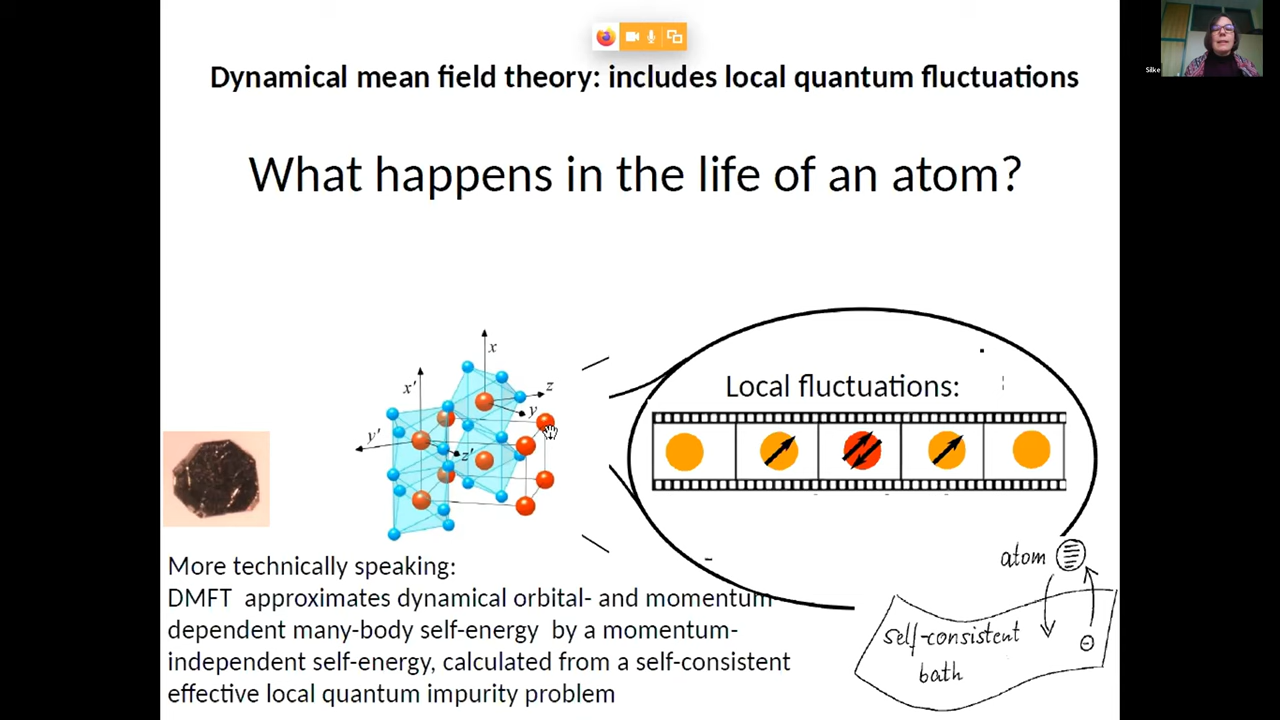 Silke
Dynamical mean field theory: includes local quantum fluctuations
What happens in the life of an atom?
x
x'
z
y
y'
z'
Local fluctuations:
More technically speaking:
DMFT approximates dynamical orbital- and momentum-
dependent many-body self-energy by a momentum-
independent self-energy, calculated from a self-consistent
effective local quantum impurity problem
atom
self-consistent
bath